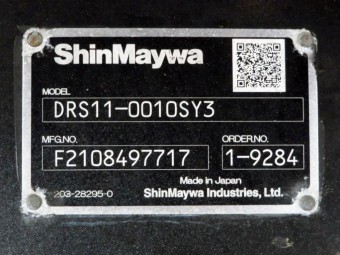 ShinMaywa
MODEL
DRS11-0010SY3
MFG.NO. ORDER.NO.
F2108497717 1-9284
Made in Japan
203-28295-0 ShinMaywa Industries, Ltd.